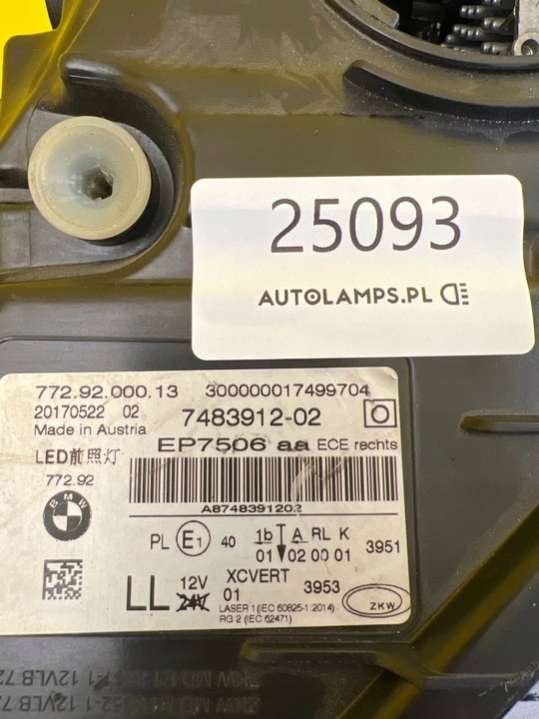 25093
AUTOLAMPS.PL
772.92.000.13 300000017499704
20170522 02 7483912-02
Made in Austria
EP7506 aa ECE rechts
LED前照灯
772.92
BMW
A8748391202
PL E1 40 1b A RL K
01 02 00 01 3951
LL 12V XCVERT
24V 01 3953
LASER 1 (IEC 60825-1:2014)
RG 2 (IEC 62471)
ZKW